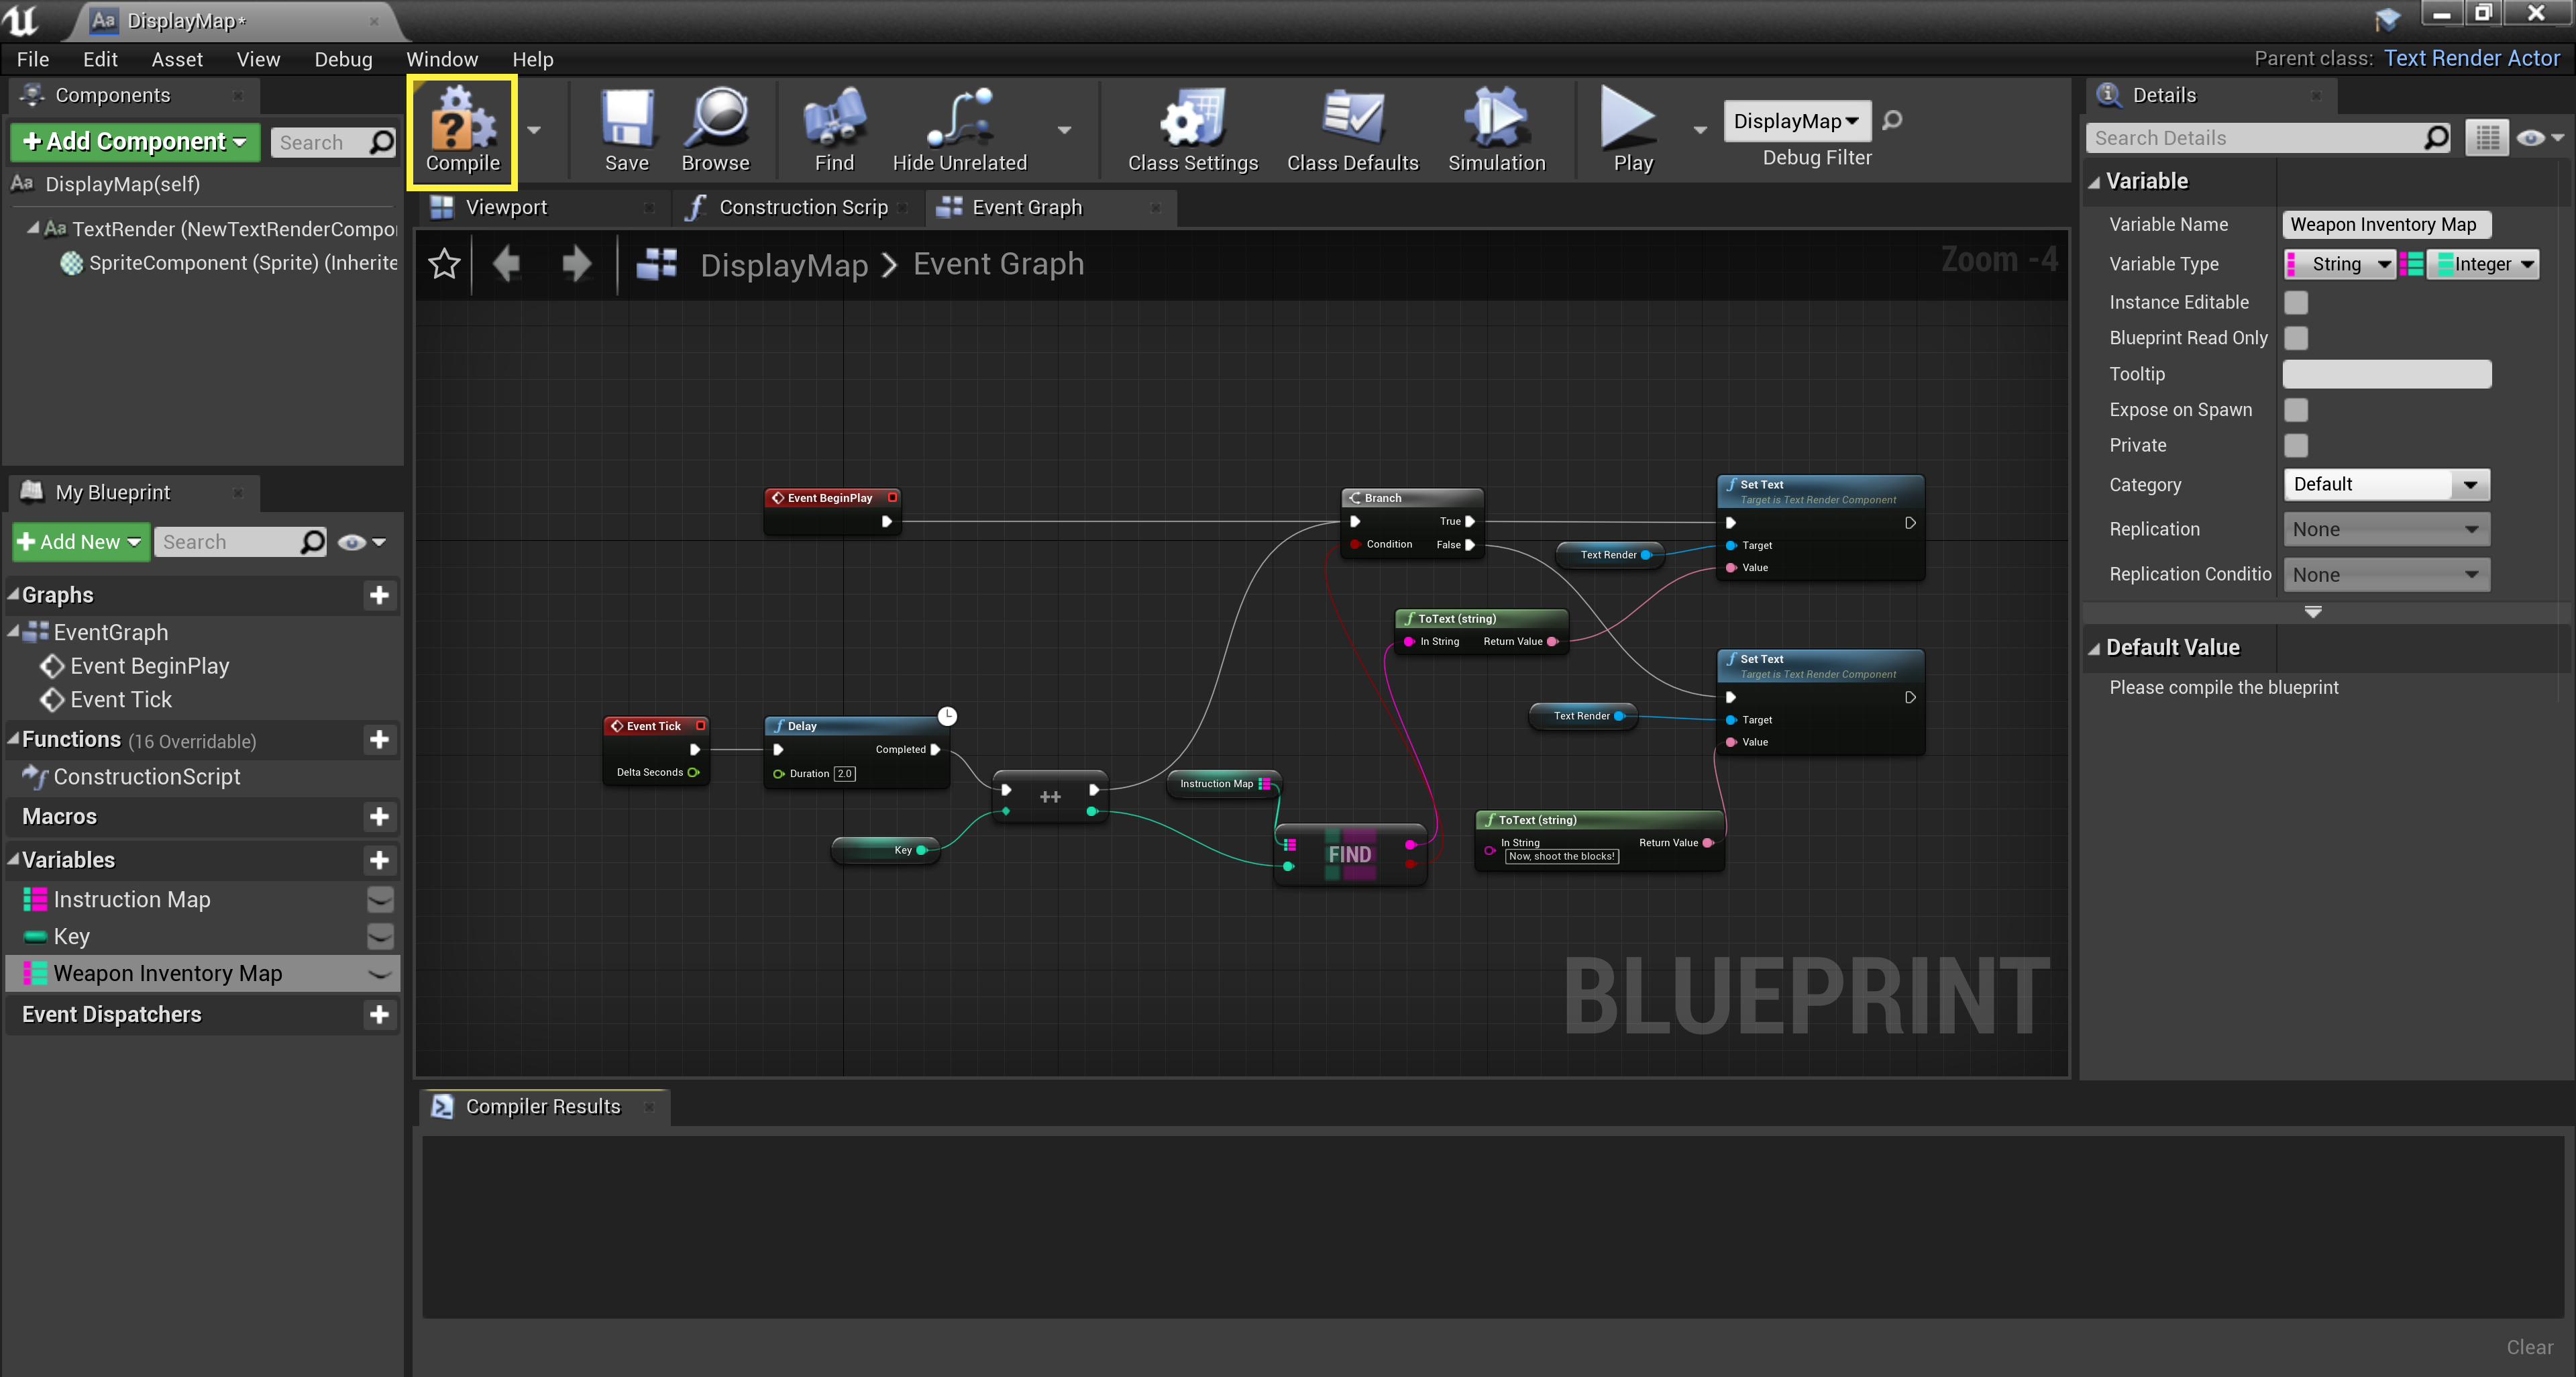 DisplayMap*
File Edit Asset View Debug Window Help
Parent class: Text Render Actor
Components
Add Component
Search
DisplayMap(self)
TextRender (NewTextRenderCompo
SpriteComponent (Sprite) (Inherite
Compile
Save
Browse
Find
Hide Unrelated
Class Settings
Class Defaults
Simulation
Play
DisplayMap
Debug Filter
Viewport
Construction Scrip
Event Graph
DisplayMap > Event Graph
Zoom -4
Event BeginPlay
Branch
True
Condition False
Set Text
Target is Text Render Component
Target
Value
Text Render
ToText (string)
In String Return Value
Set Text
Target is Text Render Component
Target
Value
Text Render
Event Tick
Delta Seconds
Delay
Completed
Duration 2.0
++
Key
Instruction Map
FIND
ToText (string)
In String Return Value
Now, shoot the blocks!
BLUEPRINT
My Blueprint
Add New
Search
Graphs
EventGraph
Event BeginPlay
Event Tick
Functions (16 Overridable)
ConstructionScript
Macros
Variables
Instruction Map
Key
Weapon Inventory Map
Event Dispatchers
Details
Search Details
Variable
Variable Name Weapon Inventory Map
Variable Type String Integer
Instance Editable
Blueprint Read Only
Tooltip
Expose on Spawn
Private
Category Default
Replication None
Replication Conditio None
Default Value
Please compile the blueprint
Compiler Results
Clear